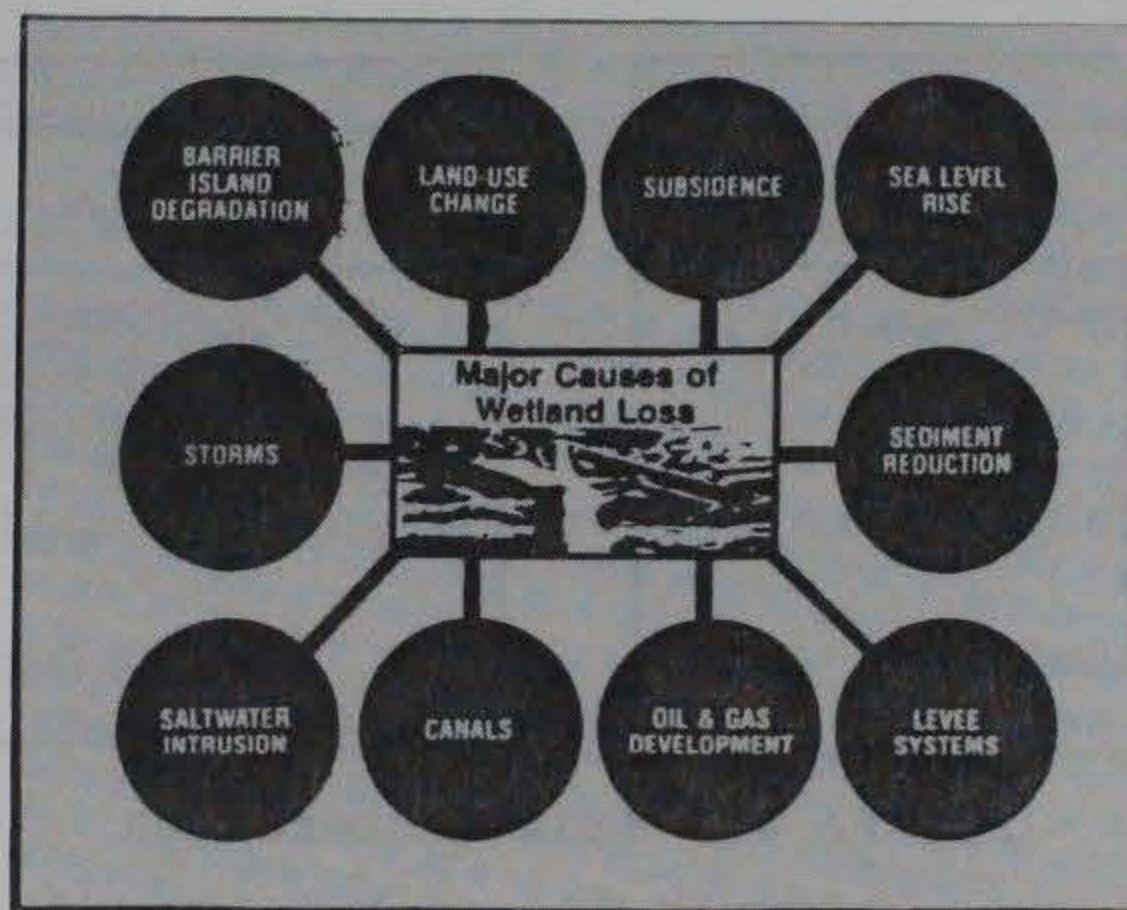 BARRIER
ISLAND
DEGRADATION
LAND-USE
CHANGE
SUBSIDENCE
SEA LEVEL
RISE
Major Causes of
Wetland Loss
STORMS
SEDIMENT
REDUCTION
SALTWATER
INTRUSION
CANALS
OIL & GAS
DEVELOPMENT
LEVEE
SYSTEMS